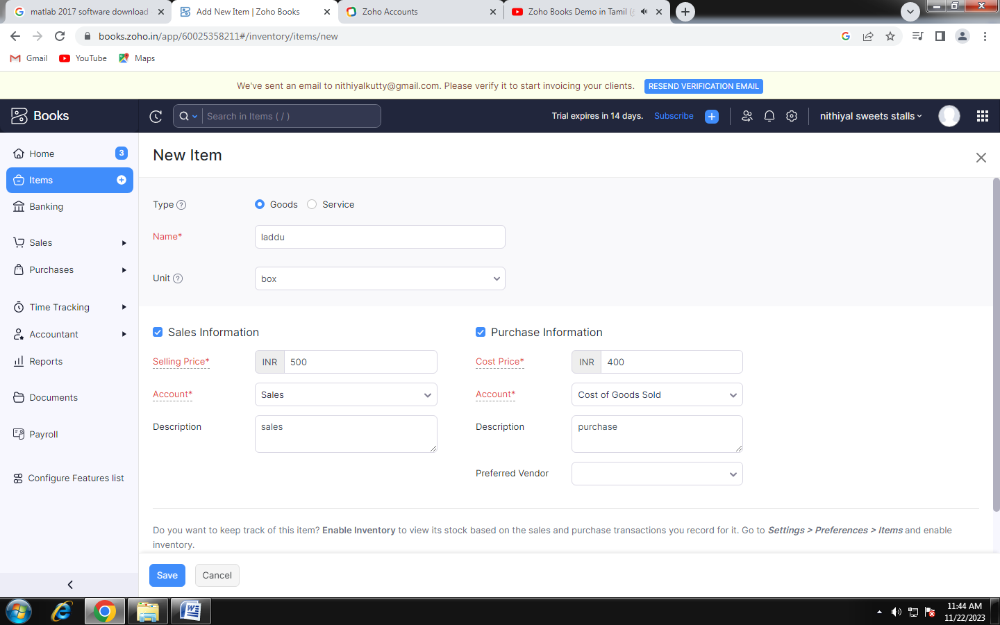 matlab 2017 software download
Add New Item | Zoho Books
Zoho Accounts
Zoho Books Demo in Tamil
books.zoho.in/app/60025358211#/inventory/items/new
Gmail
YouTube
Maps
We've sent an email to nithiyalkutty@gmail.com. Please verify it to start invoicing your clients.
RESEND VERIFICATION EMAIL
Books
Search in Items ( / )
Trial expires in 14 days.
Subscribe
nithiyal sweets stalls
Home
3
Items
Banking
Sales
Purchases
Time Tracking
Accountant
Reports
Documents
Payroll
Configure Features list
New Item
Type
Goods
Service
Name*
laddu
Unit
box
Sales Information
Selling Price*
INR
500
Account*
Sales
Description
sales
Purchase Information
Cost Price*
INR
400
Account*
Cost of Goods Sold
Description
purchase
Preferred Vendor
Do you want to keep track of this item? Enable Inventory to view its stock based on the sales and purchase transactions you record for it. Go to Settings > Preferences > Items and enable
inventory.
Save
Cancel
11:44 AM
11/22/2023